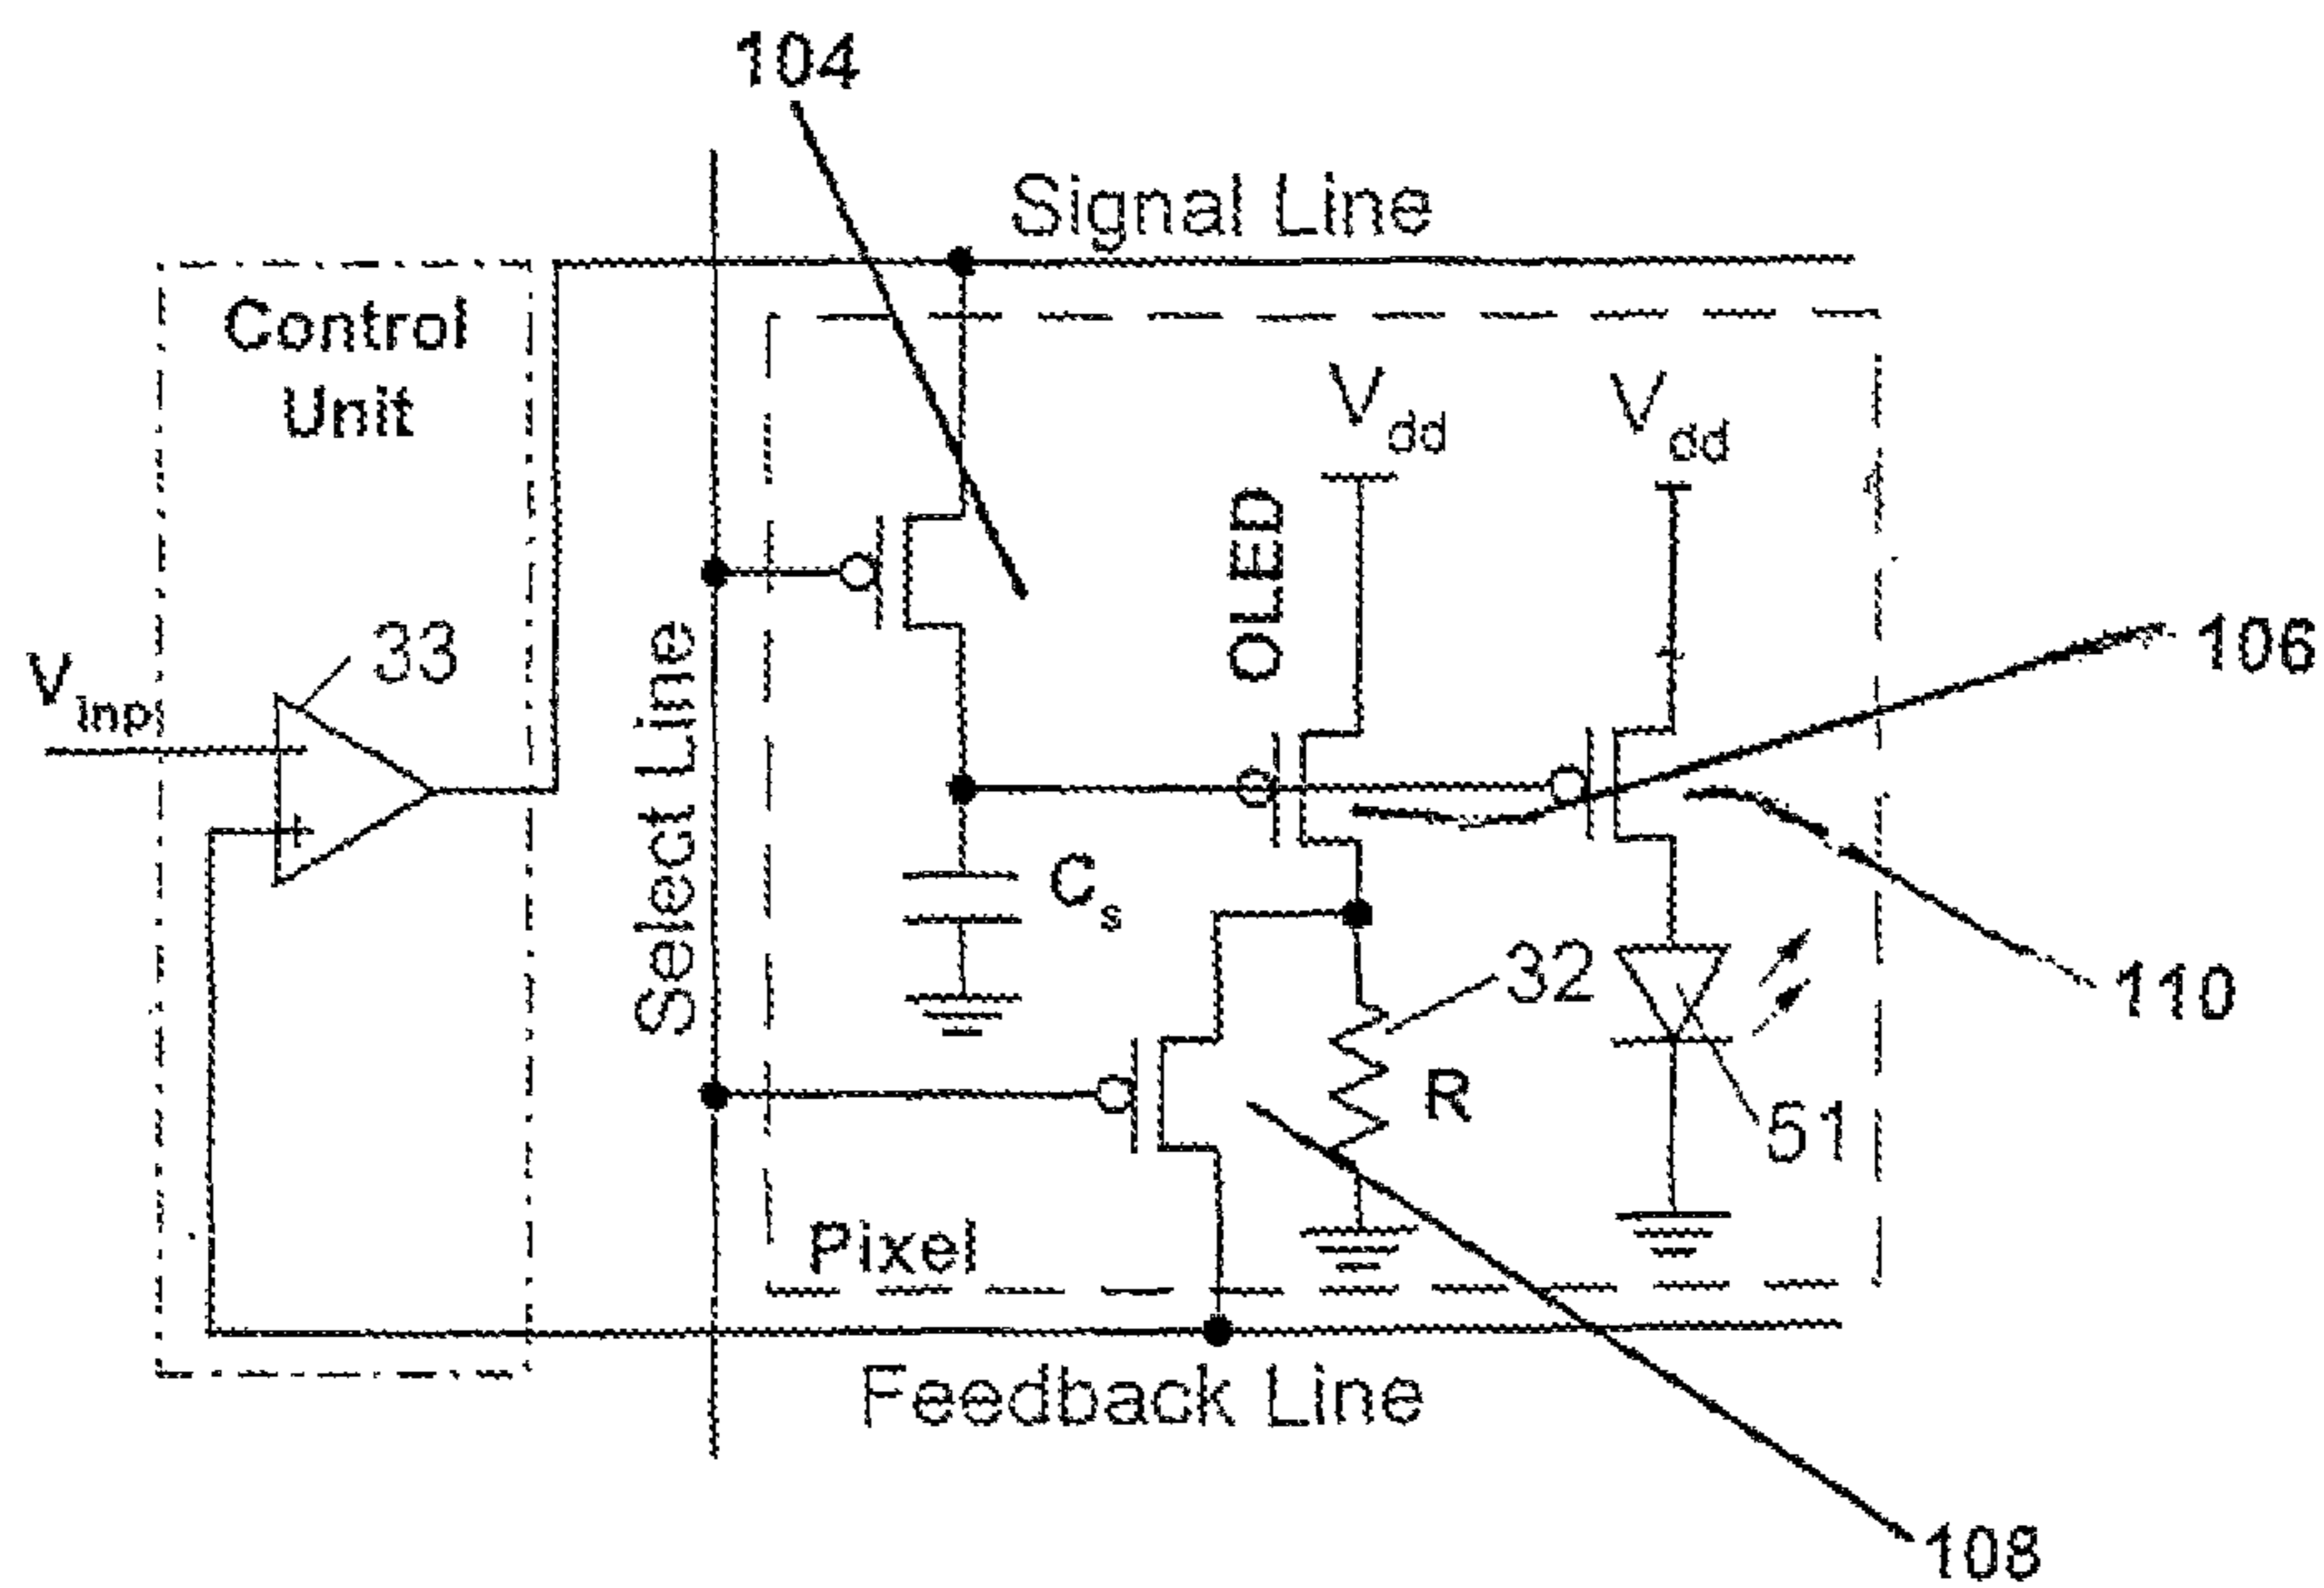 104
Signal Line
Control
Unit
V dd
V dd
OLED
106
33
V inp
Select Line
C s
32
110
R
51
Pixel
Feedback Line
108